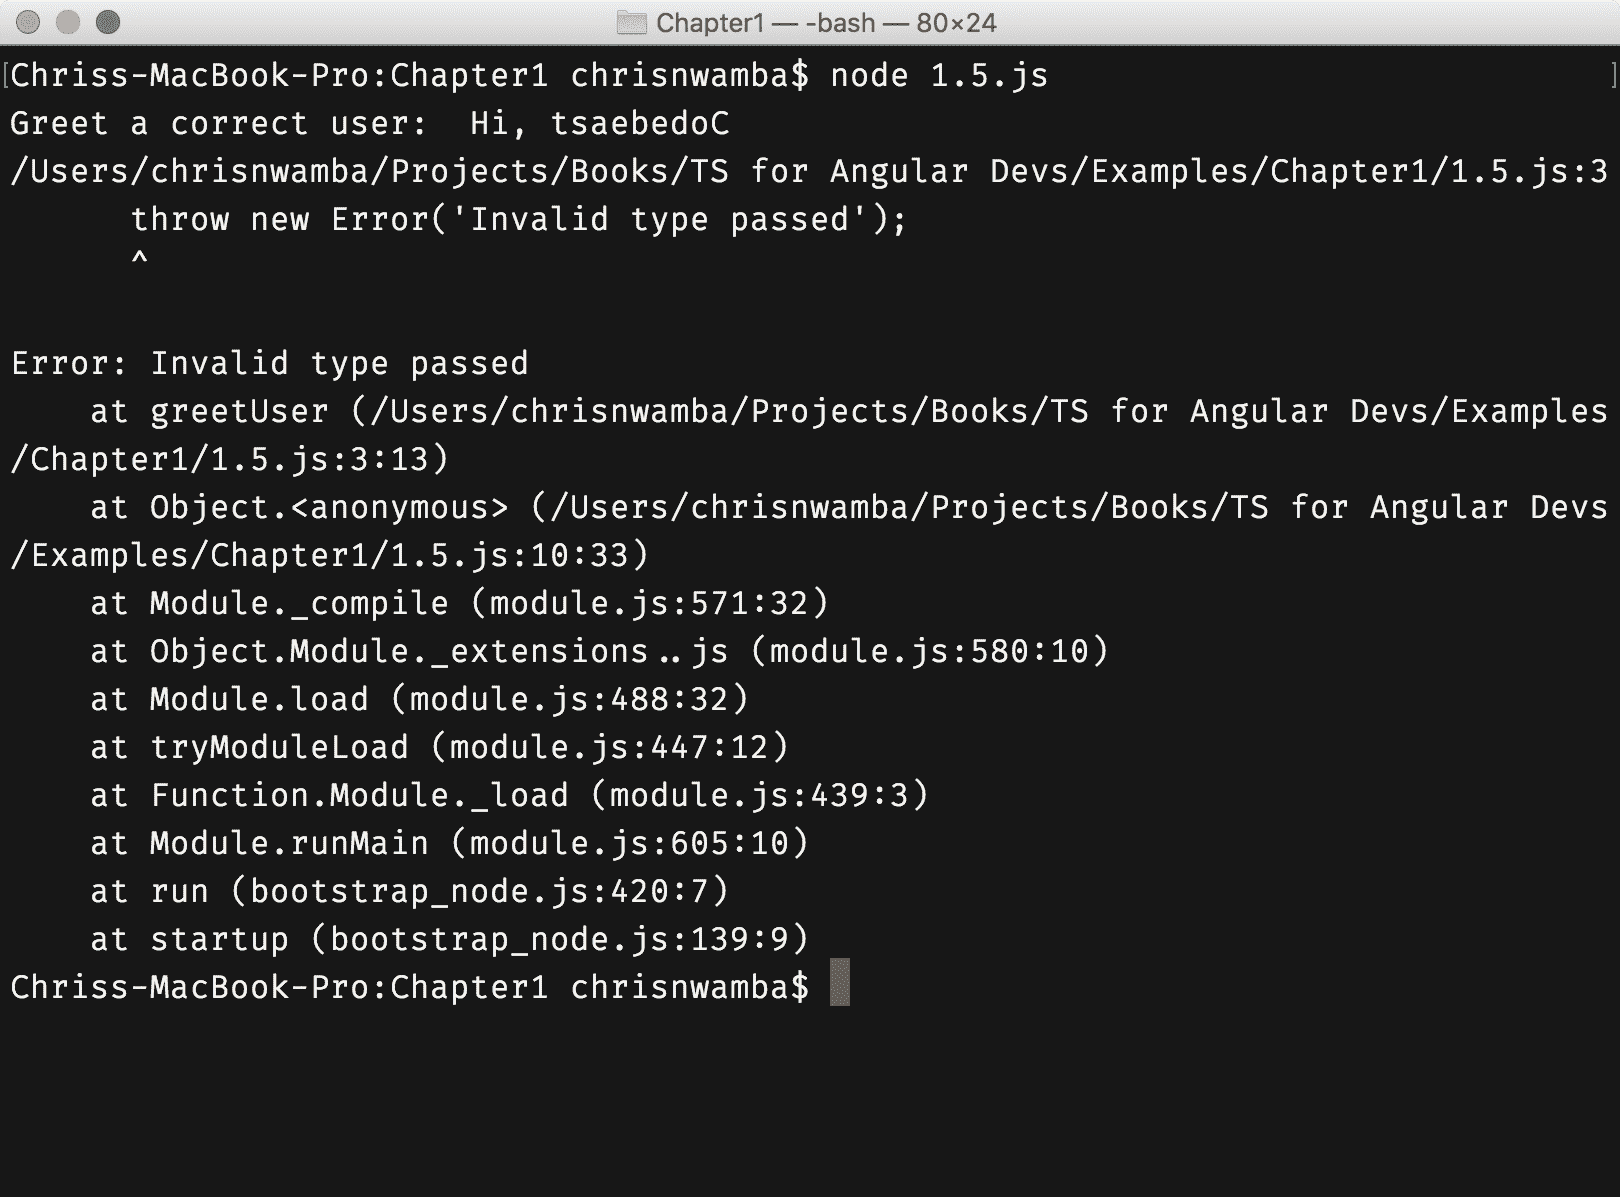 Chapter1 — -bash — 80×24
[Chriss-MacBook-Pro:Chapter1 chrisnwamba$ node 1.5.js ]
Greet a correct user:  Hi, tsaebedoC
/Users/chrisnwamba/Projects/Books/TS for Angular Devs/Examples/Chapter1/1.5.js:3
      throw new Error('Invalid type passed');
      ^

Error: Invalid type passed
    at greetUser (/Users/chrisnwamba/Projects/Books/TS for Angular Devs/Examples
/Chapter1/1.5.js:3:13)
    at Object.<anonymous> (/Users/chrisnwamba/Projects/Books/TS for Angular Devs
/Examples/Chapter1/1.5.js:10:33)
    at Module._compile (module.js:571:32)
    at Object.Module._extensions..js (module.js:580:10)
    at Module.load (module.js:488:32)
    at tryModuleLoad (module.js:447:12)
    at Function.Module._load (module.js:439:3)
    at Module.runMain (module.js:605:10)
    at run (bootstrap_node.js:420:7)
    at startup (bootstrap_node.js:139:9)
Chriss-MacBook-Pro:Chapter1 chrisnwamba$